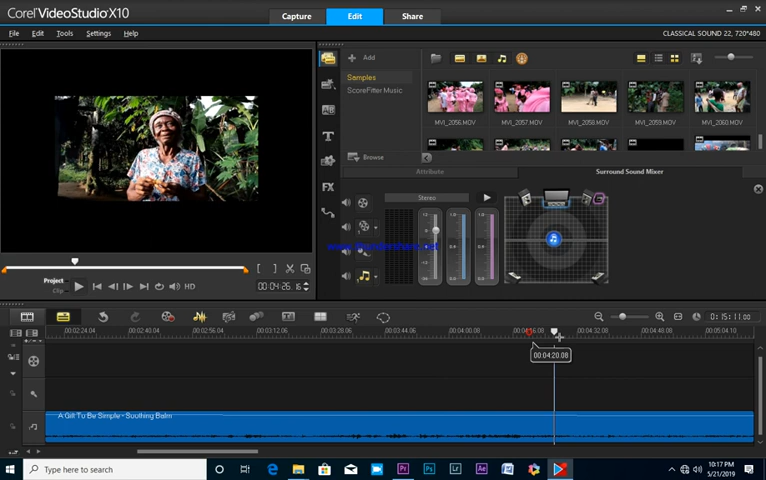 Corel VideoStudio X10
Capture
Edit
Share
File
Edit
Tools
Settings
Help
CLASSICAL SOUND 22, 720*480
Add
Samples
ScoreFitter Music
MVI_2056.MOV
MVI_2057.MOV
MVI_2058.MOV
MVI_2059.MOV
MVI_2060.MOV
Browse
Attribute
Surround Sound Mixer
Stereo
Project
Clip
HD
00:04:26. 16
0:15:11:00
00:02:24.04
00:02:40.04
00:02:56.04
00:03:12.06
00:03:28.06
00:03:44.06
00:04:00.08
00:04:16.08
00:04:32.08
00:04:48.08
00:05:04.10
00:04:20.08
A Gift To Be Simple - Soothing Balm
Type here to search
10:17 PM
5/21/2019